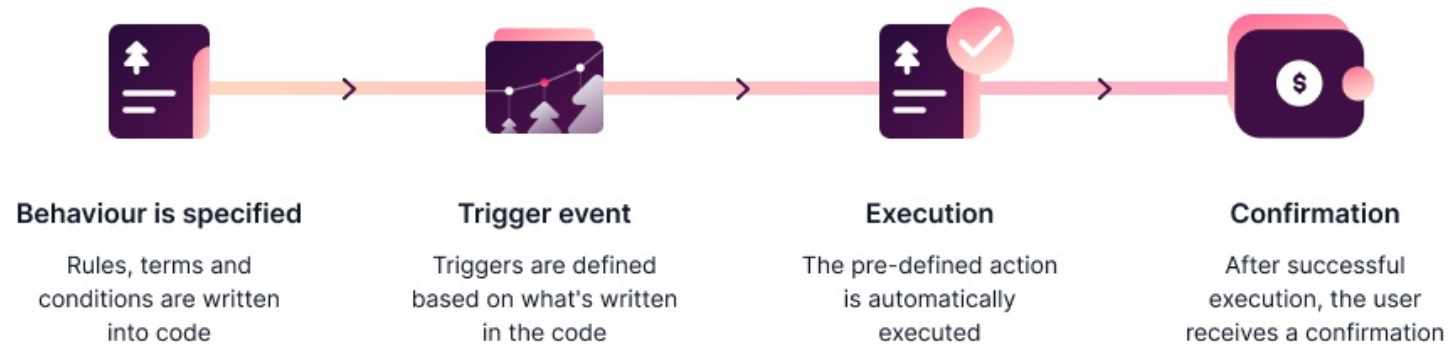 $
Behaviour is specified
Rules, terms and
conditions are written
into code
Trigger event
Triggers are defined
based on what's written
in the code
Execution
The pre-defined action
is automatically
executed
Confirmation
After successful
execution, the user
receives a confirmation